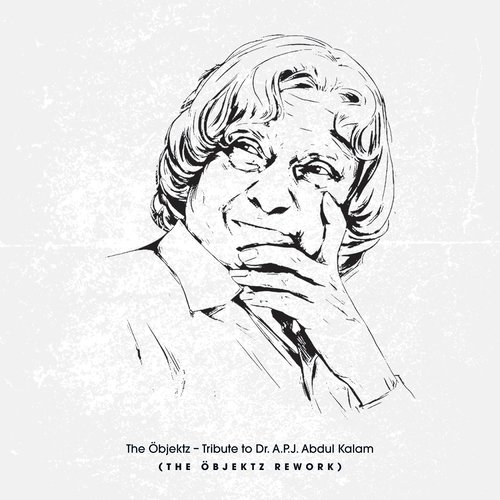 The Öbjektz – Tribute to Dr. A.P.J. Abdul Kalam
(THE ÖBJEKTZ REWORK)